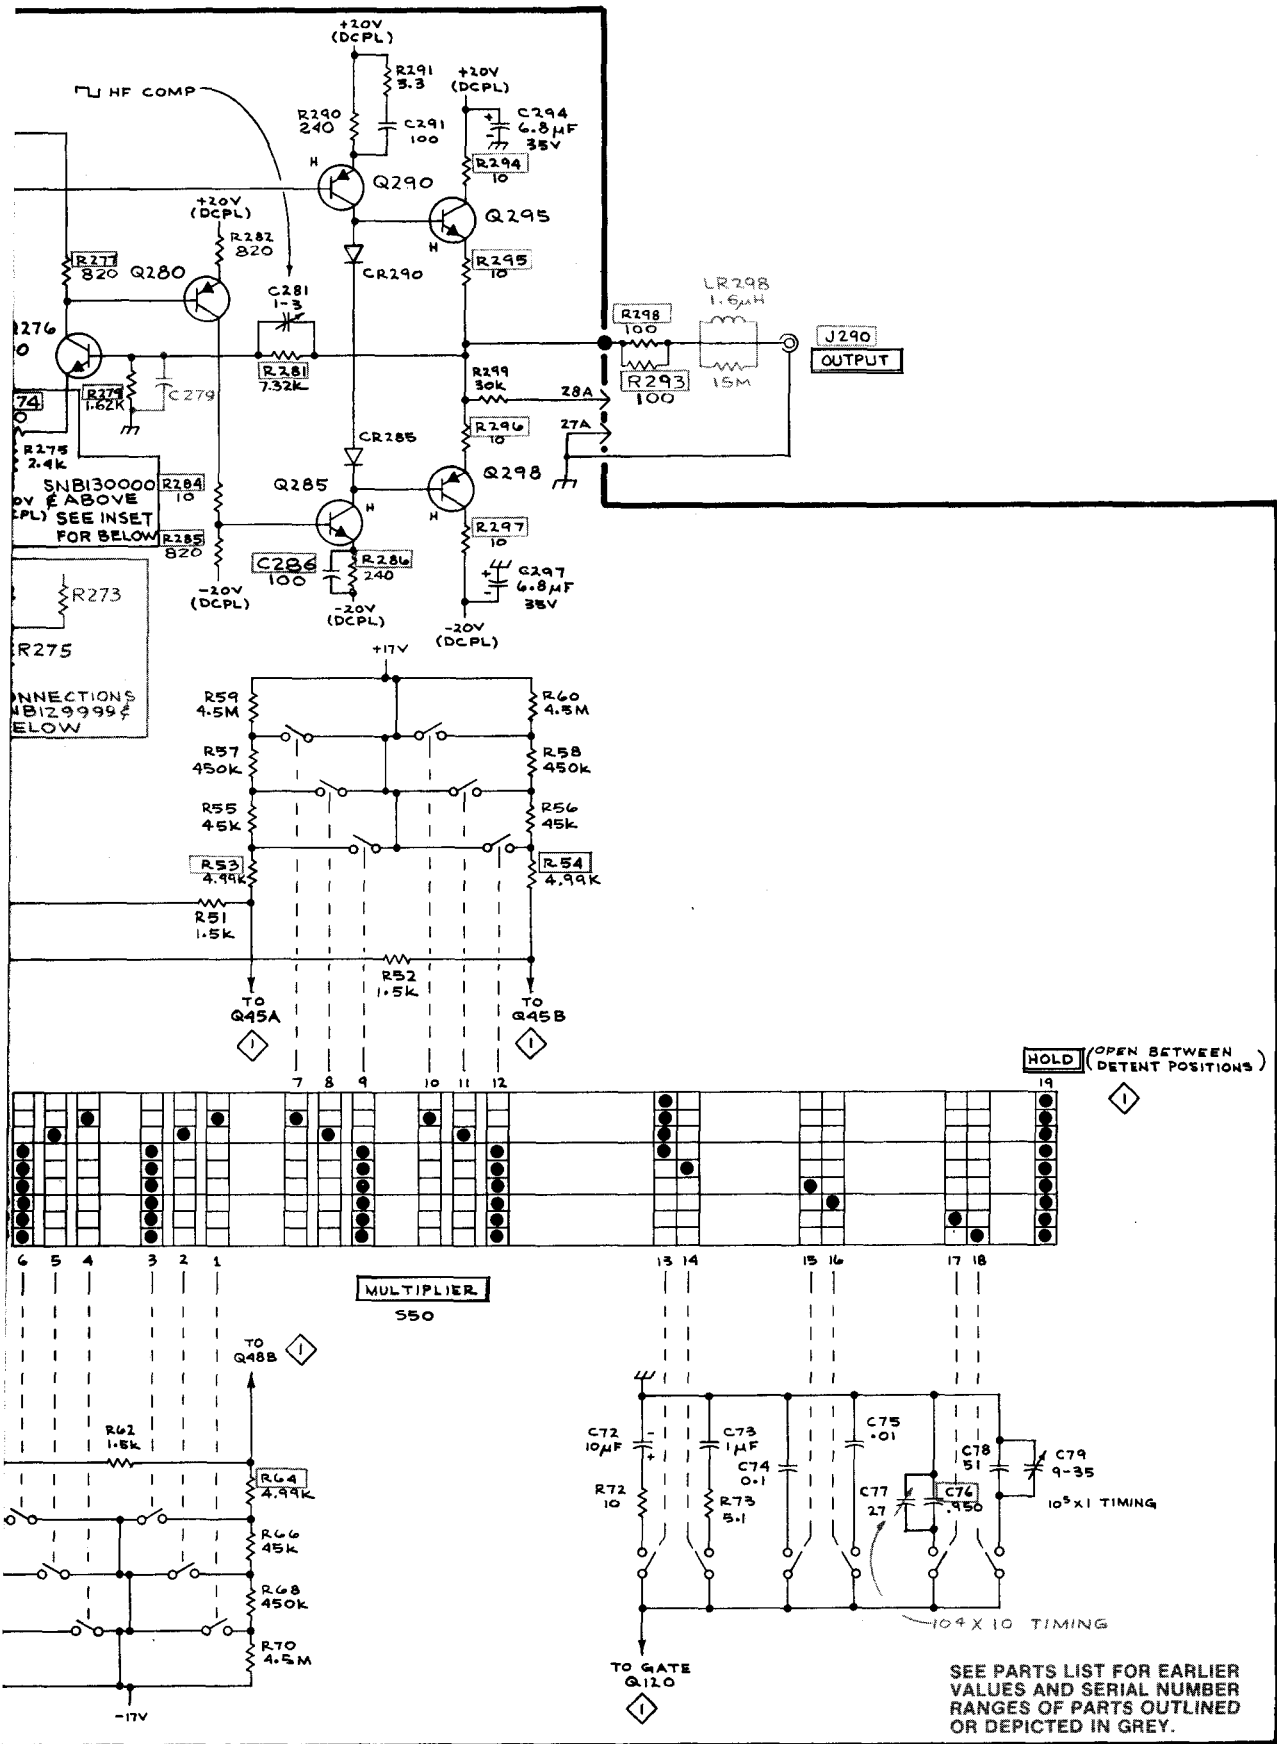 +20V
(DCPL)
R291
3.3
+20V
(DCPL)
HF COMP
R290
240
C291
100
+
-
C294
6.8µF
35V
H
R294
10
Q290
+20V
(DCPL)
R282
820
Q295
H
R277
820
Q280
CR290
R295
10
C281
1-3
LR298
1.6µH
R298
100
J290
OUTPUT
R281
7.32K
R299
30K
R293
100
15M
R279
1.62K
C279
28A
27A
R296
10
CR285
R275
2.4K
Q285
Q298
H
H
SNB130000
& ABOVE
SEE INSET
FOR BELOW
R284
10
R285
820
R297
10
C286
100
R286
240
+
-
C297
6.8µF
35V
-20V
(DCPL)
-20V
(DCPL)
-20V
(DCPL)
R273
R275
+17V
R59
4.5M
R60
4.5M
ELOW
R57
450K
R58
450K
R55
45K
R56
45K
R53
4.99K
R54
4.99K
R51
1.5K
R52
1.5K
TO
Q45A
1
TO
Q45B
1
HOLD (OPEN BETWEEN
DETENT POSITIONS)
1
7 8 9 10 11 12 19
6 5 4 3 2 1 13 14 15 16 17 18
MULTIPLIER
S50
TO
Q48B
1
R62
1.5K
R64
4.99K
R66
45K
R68
450K
R70
4.5M
-17V
C72
10µF
-
+
C73
1µF
C74
0.1
C75
.01
C78
51
C79
9-35
R72
10
R73
5.1
C77
27
C76
.950
10⁵X1 TIMING
10⁴X10 TIMING
TO GATE
Q120
1
SEE PARTS LIST FOR EARLIER
VALUES AND SERIAL NUMBER
RANGES OF PARTS OUTLINED
OR DEPICTED IN GREY.